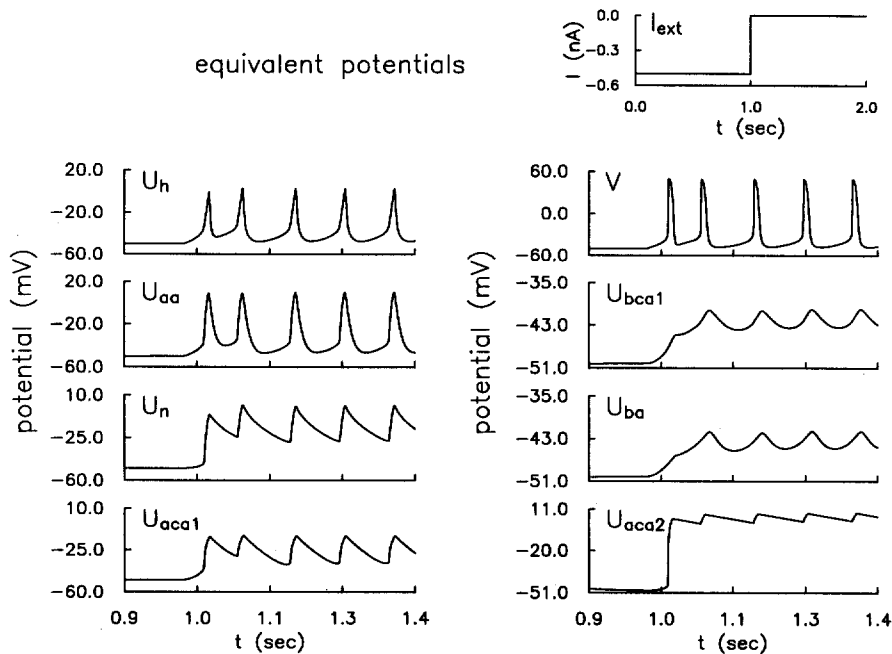 equivalent potentials
I (nA)
0.0
−0.3
−0.6
I_ext
0.0
1.0
2.0
t (sec)
potential (mV)
20.0
−20.0
−60.0
U_h
20.0
−20.0
−60.0
U_aa
10.0
−25.0
−60.0
U_n
10.0
−25.0
−60.0
U_aca1
0.9
1.0
1.1
1.3
1.4
t (sec)
potential (mV)
60.0
0.0
−60.0
V
−35.0
−43.0
−51.0
U_bca1
−35.0
−43.0
−51.0
U_ba
11.0
−20.0
−51.0
U_aca2
0.9
1.0
1.1
1.3
1.4
t (sec)